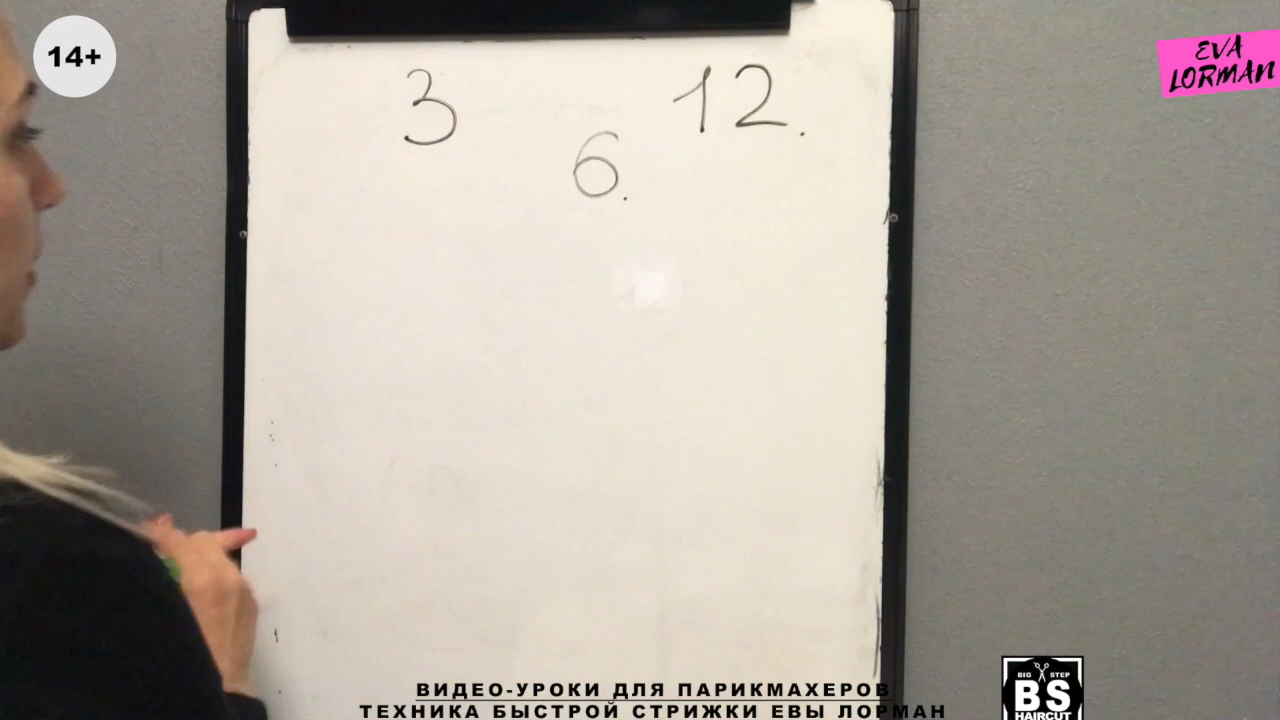 14+
EVA
LORMAN
3
12.
6.
ВИДЕО-УРОКИ ДЛЯ ПАРИКМАХЕРОВ
ТЕХНИКА БЫСТРОЙ СТРИЖКИ ЕВЫ ЛОРМАН
BIG STEP
BS
HAIRCUT